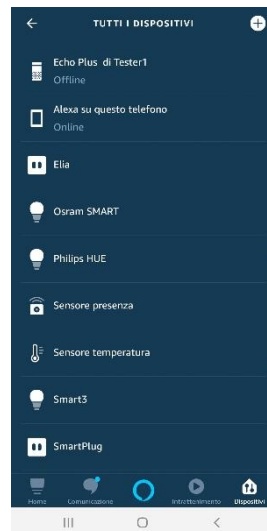 TUTTI I DISPOSITIVI
Echo Plus di Tester1
Offline
Alexa su questo telefono
Online
Elia
Osram SMART
Philips HUE
Sensore presenza
Sensore temperatura
Smart3
SmartPlug
Home Comunicazione Intrattenimento Dispositivi